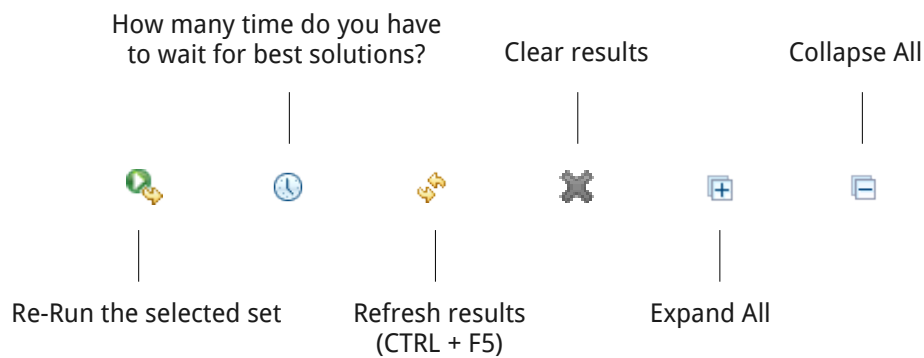 How many time do you have
to wait for best solutions?
Clear results
Collapse All
Re-Run the selected set
Refresh results
(CTRL + F5)
Expand All